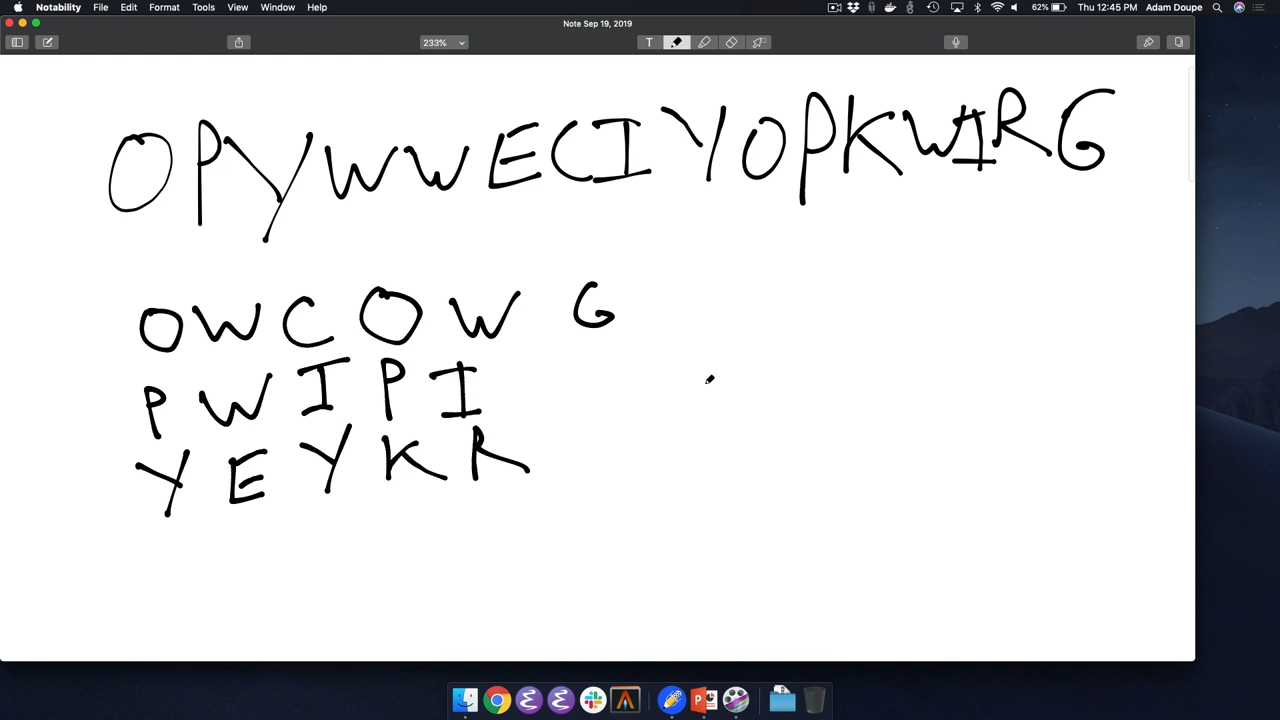 Notability File Edit Format Tools View Window Help 62% Thu 12:45 PM Adam Doupe
Note Sep 19, 2019
233% T
OPYWWECIYOPKWIRG
OWCOW G
PWIPI
YEYKR